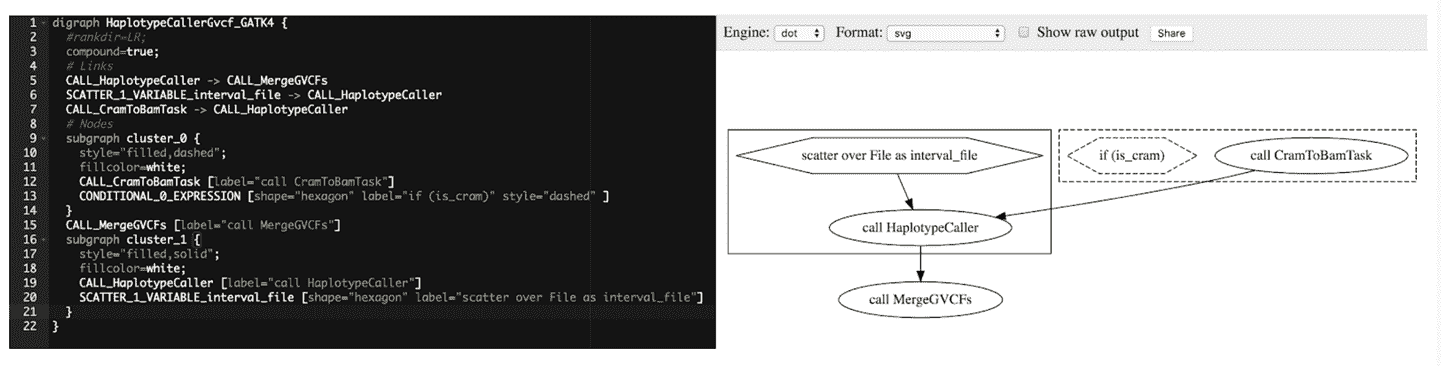 1 digraph HaplotypeCallerGvcf_GATK4 {
2 #rankdir=LR;
3 compound=true;
4 # Links
5 CALL_HaplotypeCaller -> CALL_MergeGVCFs
6 SCATTER_1_VARIABLE_interval_file -> CALL_HaplotypeCaller
7 CALL_CramToBamTask -> CALL_HaplotypeCaller
8 # Nodes
9 subgraph cluster_0 {
10 style="filled,dashed";
11 fillcolor=white;
12 CALL_CramToBamTask [label="call CramToBamTask"]
13 CONDITIONAL_0_EXPRESSION [shape="hexagon" label="if (is_cram)" style="dashed" ]
14 }
15 CALL_MergeGVCFs [label="call MergeGVCFs"]
16 subgraph cluster_1 {
17 style="filled,solid";
18 fillcolor=white;
19 CALL_HaplotypeCaller [label="call HaplotypeCaller"]
20 SCATTER_1_VARIABLE_interval_file [shape="hexagon" label="scatter over File as interval_file"]
21 }
22 }
Engine: dot Format: svg Show raw output Share
scatter over File as interval_file
if (is_cram)
call CramToBamTask
call HaplotypeCaller
call MergeGVCFs